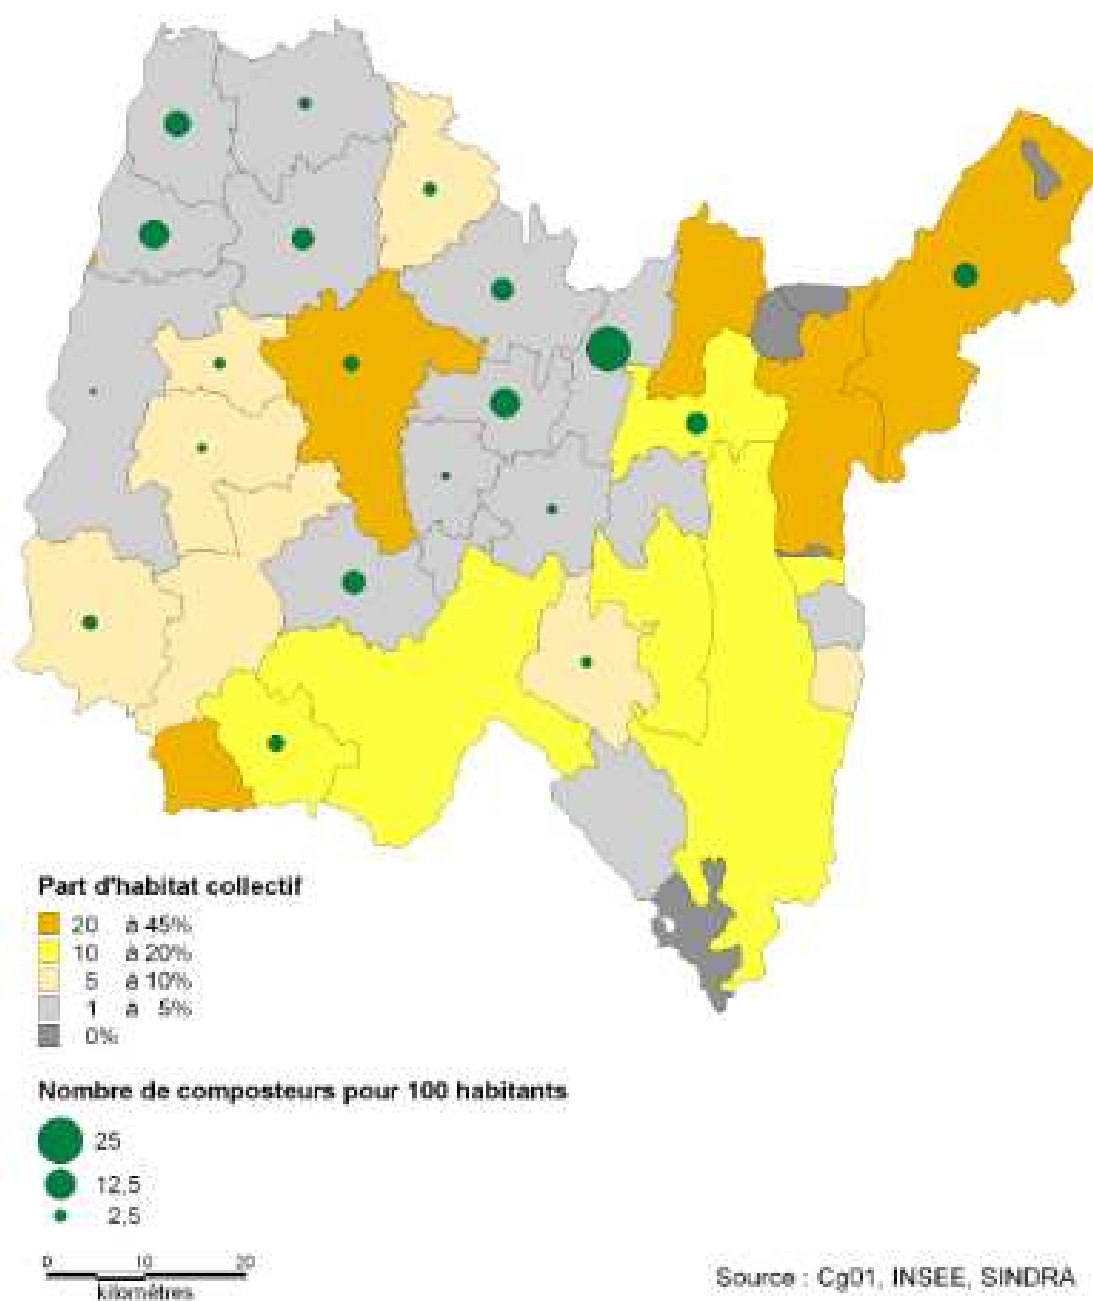 Part d'habitat collectif
20 à 45%
10 à 20%
5 à 10%
1 à 5%
0%
Nombre de composteurs pour 100 habitants
25
12,5
2,5
0 10 20
kilomètres
Source : Cg01, INSEE, SINDRA